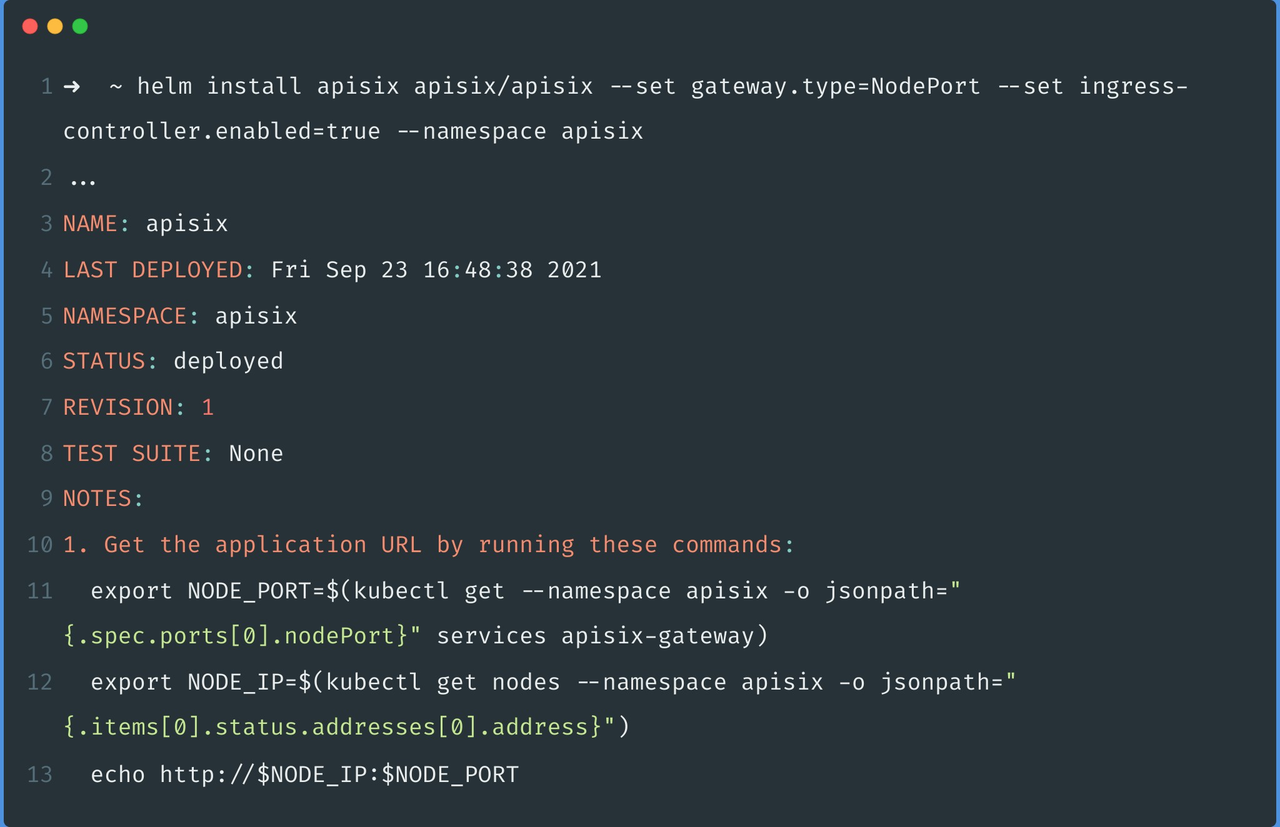 1 ➜  ~ helm install apisix apisix/apisix --set gateway.type=NodePort --set ingress-
controller.enabled=true --namespace apisix
2 ...
3 NAME: apisix
4 LAST DEPLOYED: Fri Sep 23 16:48:38 2021
5 NAMESPACE: apisix
6 STATUS: deployed
7 REVISION: 1
8 TEST SUITE: None
9 NOTES:
10 1. Get the application URL by running these commands:
11   export NODE_PORT=$(kubectl get --namespace apisix -o jsonpath="
{.spec.ports[0].nodePort}" services apisix-gateway)
12   export NODE_IP=$(kubectl get nodes --namespace apisix -o jsonpath="
{.items[0].status.addresses[0].address}")
13   echo http://$NODE_IP:$NODE_PORT